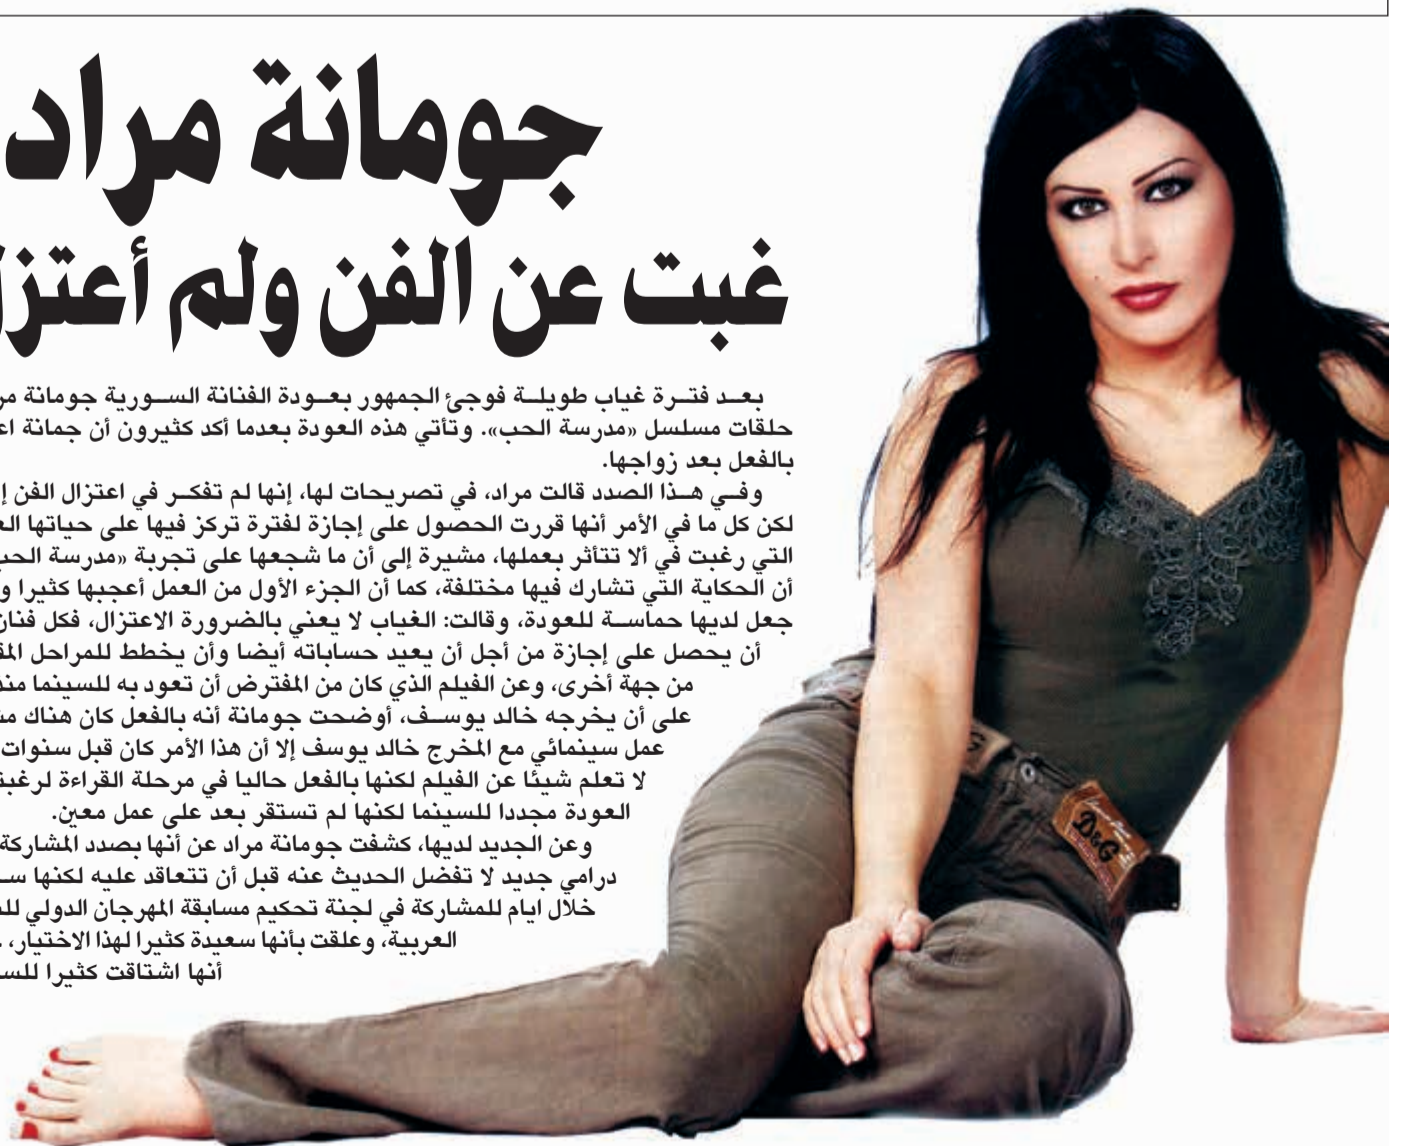 جومانة مراد
غبت عن الفن ولم أعتزل
بعد فترة غياب طويلة فوجئ الجمهور بعودة الفنانة السورية جومانة
حلقات مسلسل «مدرسة الحب». وتأتي هذه العودة بعدما أكد كثيرون أن جمانة
بالفعل بعد زواجها.
وفي هذا الصدد قالت مراد، في تصريحات لها، إنها لم تفكر في اعتزال الفن
لكن كل ما في الأمر أنها قررت الحصول على إجازة لفترة تركز فيها على حياتها
التي رغبت في ألا تتأثر بعملها، مشيرة إلى أن ما شجعها على تجربة «مدرسة الحب
أن الحكاية التي تشارك فيها مختلفة، كما أن الجزء الأول من العمل أعجبها كثيرا
جعل لديها حماسة للعودة، وقالت: الغياب لا يعني بالضرورة الاعتزال، فكل فنان
أن يحصل على إجازة من أجل أن يعيد حساباته أيضا وأن يخطط للمراحل
من جهة أخرى، وعن الفيلم الذي كان من المفترض أن تعود به للسينما
على أن يخرجه خالد يوسف، أوضحت جومانة أنه بالفعل كان هناك
عمل سينمائي مع المخرج خالد يوسف إلا أن هذا الأمر كان قبل سنوات
لا تعلم شيئا عن الفيلم لكنها بالفعل حاليا في مرحلة القراءة
العودة مجددا للسينما لكنها لم تستقر بعد على عمل معين.
وعن الجديد لديها، كشفت جومانة مراد عن أنها بصدد المشاركة
درامي جديد لا تفضل الحديث عنه قبل أن تتعاقد عليه لكنها
خلال ايام للمشاركة في لجنة تحكيم مسابقة المهرجان الدولي
العربية، وعلقت بأنها سعيدة كثيرا لهذا الاختيار،
أنها اشتاقت كثيرا
D&G